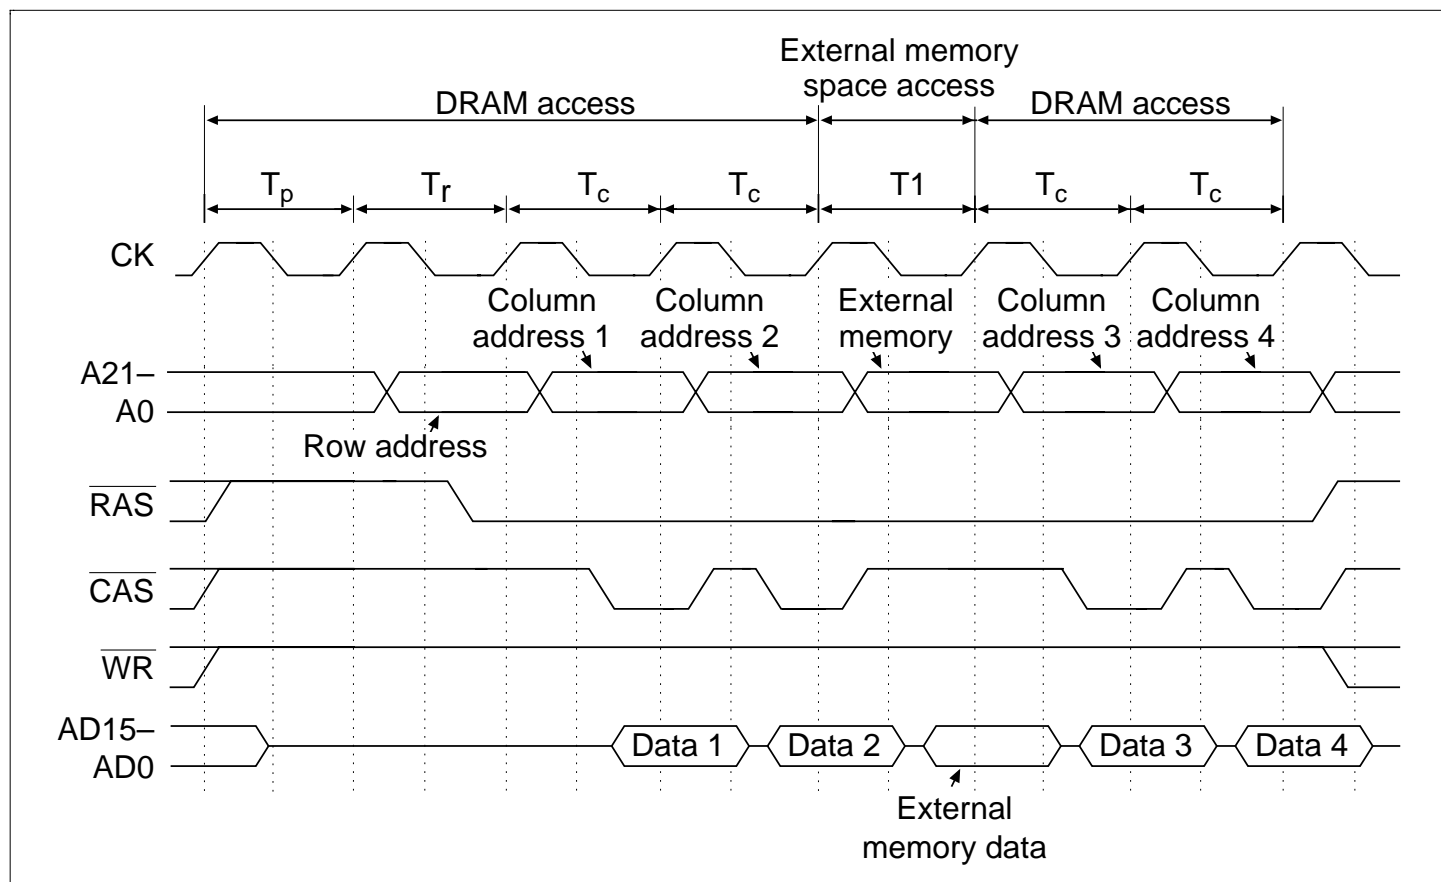 External memory
space access
DRAM access
DRAM access
Tp Tr Tc Tc T1 Tc Tc
CK
Column
address 1
Column
address 2
External
memory
Column
address 3
Column
address 4
A21–
A0
Row address
RAS
CAS
WR
AD15–
AD0
Data 1 Data 2 Data 3 Data 4
External
memory data